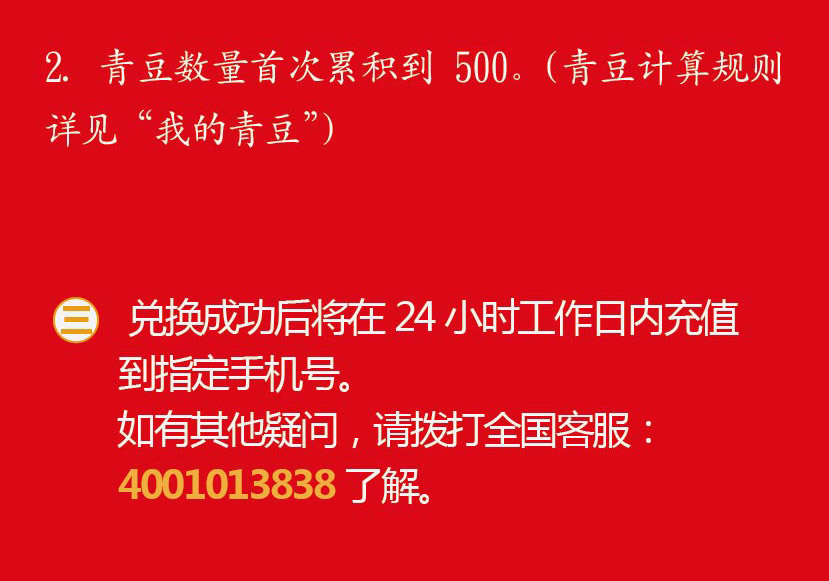 2. 青豆数量首次累积到 500。(青豆计算规则
详见“我的青豆”)
三 兑换成功后将在 24 小时工作日内充值
到指定手机号。
如有其他疑问，请拨打全国客服：
4001013838 了解。